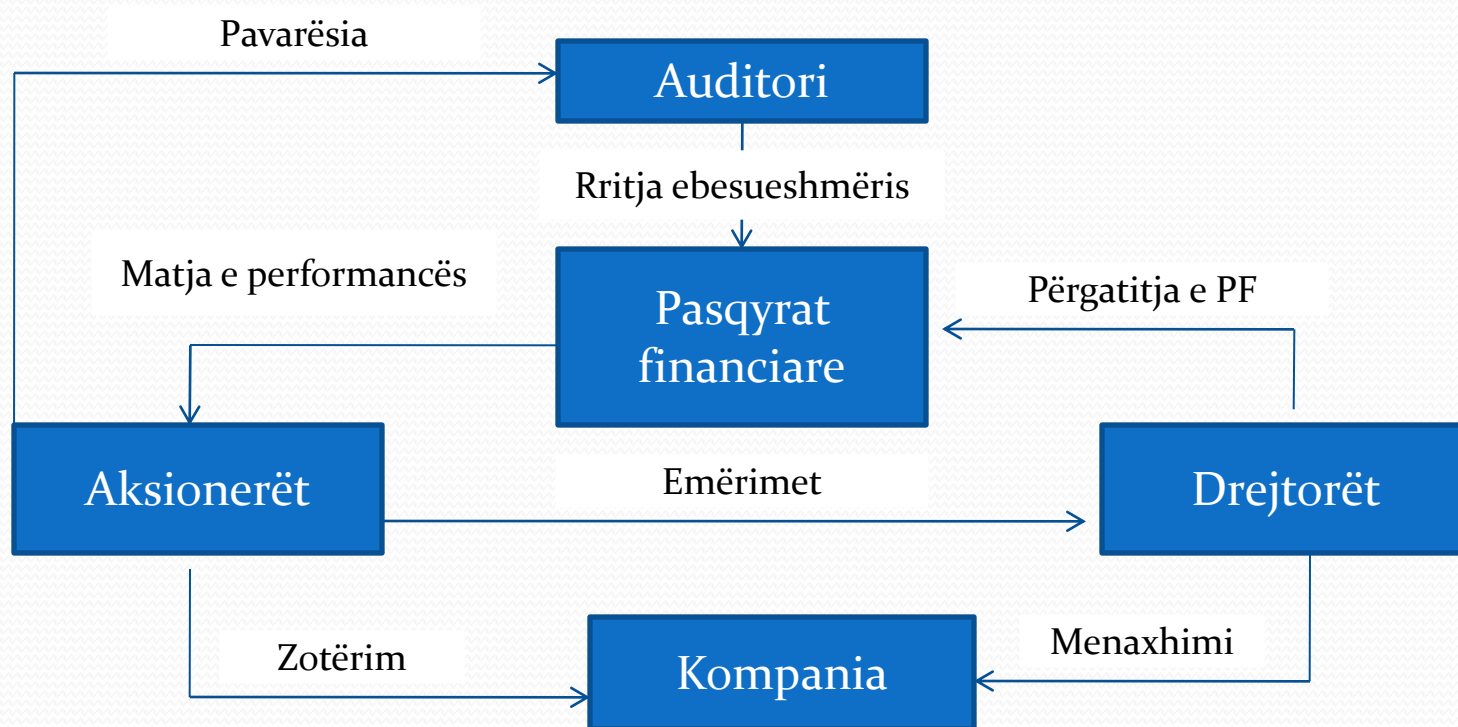 Pavarësia
Auditori
Rritja ebesueshmëris
Matja e performancës
Përgatitja e PF
Pasqyrat
financiare
Aksionerët
Emërimet
Drejtorët
Zotërim
Kompania
Menaxhimi